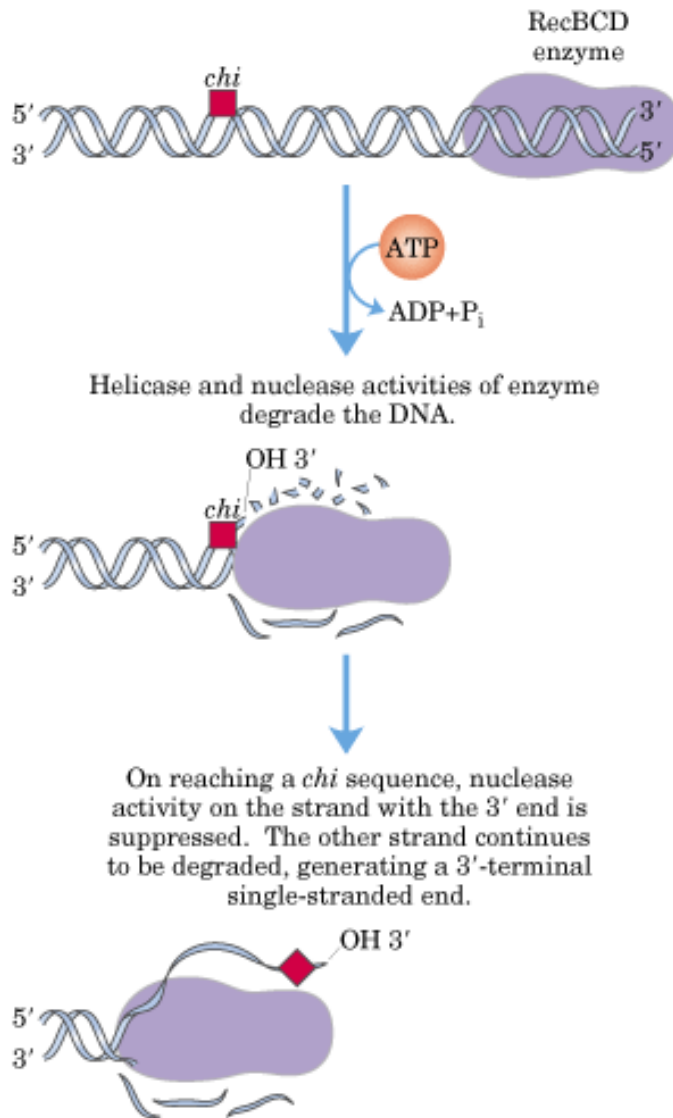 RecBCD
enzyme
chi
5′ 3′
3′ 5′
ATP
ADP+Pi
Helicase and nuclease activities of enzyme
degrade the DNA.
OH 3′
chi
5′
3′
On reaching a chi sequence, nuclease
activity on the strand with the 3′ end is
suppressed. The other strand continues
to be degraded, generating a 3′-terminal
single-stranded end.
OH 3′
5′
3′